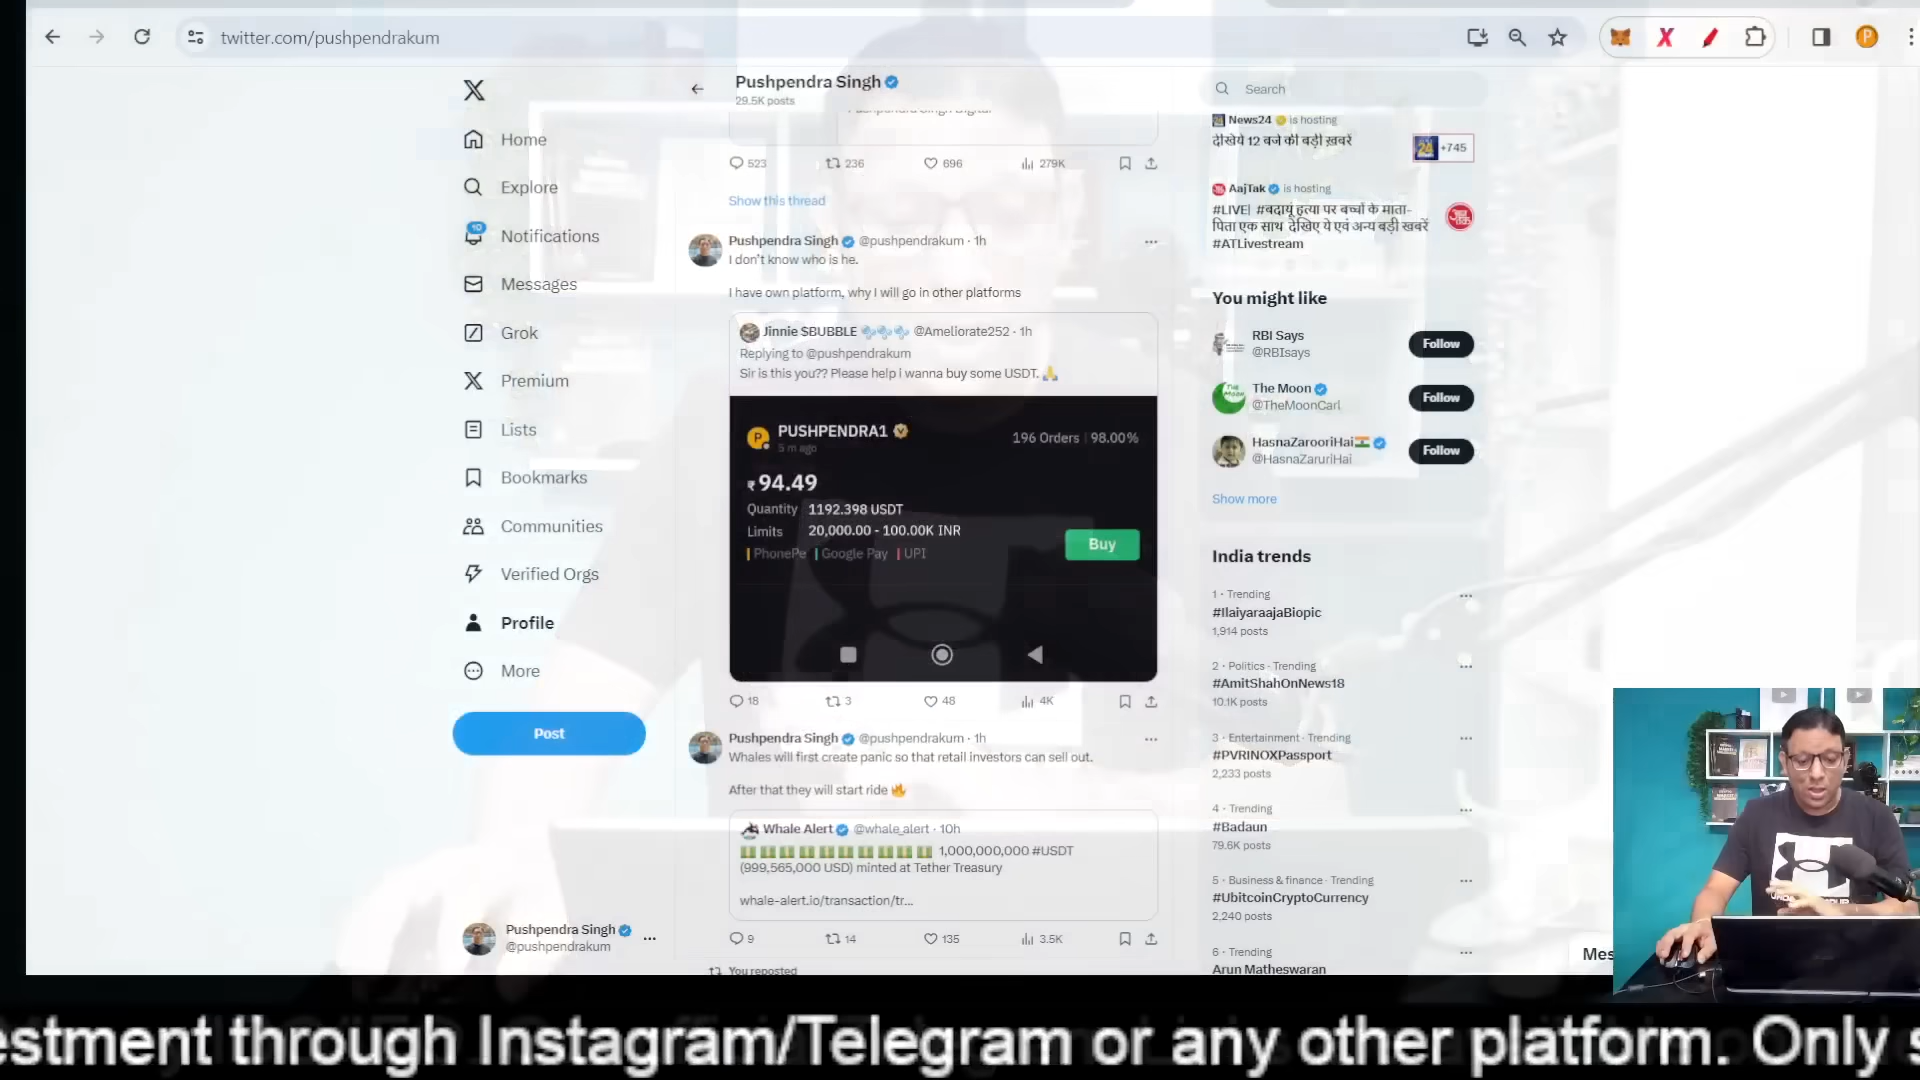 twitter.com/pushpendrakum
P
Home
Explore
10
Notifications
Messages
Grok
Premium
Lists
Bookmarks
Communities
Verified Orgs
Profile
More
Post
Pushpendra Singh
@pushpendrakum
Pushpendra Singh
29.5K posts
Pushpendra Singh Digital
523 236 696 279K
Show this thread
Pushpendra Singh @pushpendrakum · 1h
I don't know who is he.
I have own platform, why I will go in other platforms
Jinnie $BUBBLE @Ameliorate252 · 1h
Replying to @pushpendrakum
Sir is this you?? Please help I wanna buy some USDT.
P PUSHPENDRA1
196 Orders | 98.00%
5 m ago
₹ 94.49
Quantity 1192.398 USDT
Limits 20,000.00 - 100.00K INR
PhonePe Google Pay UPI
Buy
18 3 48 4K
Pushpendra Singh @pushpendrakum · 1h
Whales will first create panic so that retail investors can sell out.
After that they will start ride
Whale Alert @whale_alert · 10h
1,000,000,000 #USDT
(999,565,000 USD) minted at Tether Treasury
whale-alert.io/transaction/tr...
9 14 135 3.5K
You reposted
Search
News24 is hosting
देखिये 12 बजे की बड़ी ख़बरें
24 +745
AajTak is hosting
#LIVE| #बदायूं हत्या पर बच्चों के माता-
पिता एक साथ देखिए ये एवं अन्य बड़ी खबरें
#ATLivestream
You might like
RBI Says
@RBIsays
Follow
The Moon
@TheMoonCarl
Follow
HasnaZarooriHai
@HasnaZaruriHai
Follow
Show more
India trends
1 · Trending
#IlaiyaraajaBiopic
1,914 posts
2 · Politics · Trending
#AmitShahOnNews18
10.1K posts
3 · Entertainment · Trending
#PVRINOXPassport
2,233 posts
4 · Trending
#Badaun
79.6K posts
5 · Business & finance · Trending
#UbitcoinCryptoCurrency
2,240 posts
6 · Trending
Arun Matheswaran
Mes
estment through Instagram/Telegram or any other platform. Only s